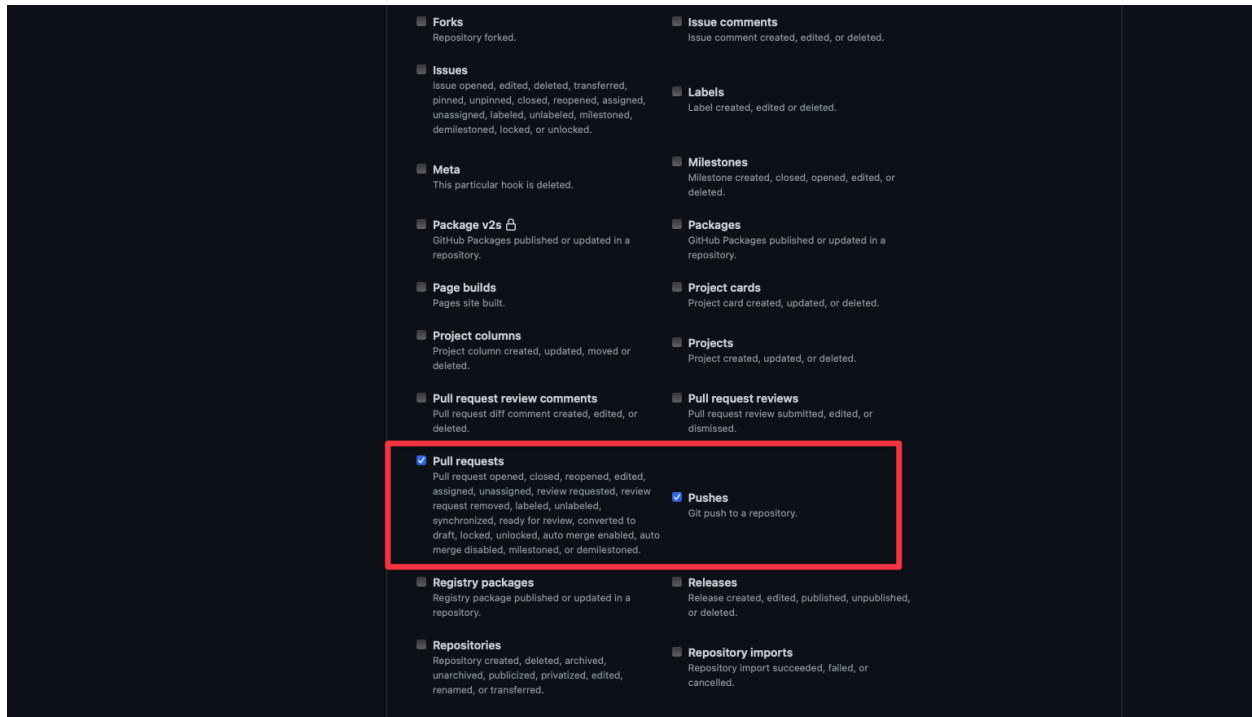 Forks
Repository forked.
Issue comments
Issue comment created, edited, or deleted.
Issues
Issue opened, edited, deleted, transferred,
pinned, unpinned, closed, reopened, assigned,
unassigned, labeled, unlabeled, milestoned,
demilestoned, locked, or unlocked.
Labels
Label created, edited or deleted.
Meta
This particular hook is deleted.
Milestones
Milestone created, closed, opened, edited, or
deleted.
Package v2s
GitHub Packages published or updated in a
repository.
Packages
GitHub Packages published or updated in a
repository.
Page builds
Pages site built.
Project cards
Project card created, updated, or deleted.
Project columns
Project column created, updated, moved or
deleted.
Projects
Project created, updated, or deleted.
Pull request review comments
Pull request diff comment created, edited, or
deleted.
Pull request reviews
Pull request review submitted, edited, or
dismissed.
Pull requests
Pull request opened, closed, reopened, edited,
assigned, unassigned, review requested, review
request removed, labeled, unlabeled,
synchronized, ready for review, converted to
draft, locked, unlocked, auto merge enabled, auto
merge disabled, milestoned, or demilestoned.
Pushes
Git push to a repository.
Registry packages
Registry package published or updated in a
repository.
Releases
Release created, edited, published, unpublished,
or deleted.
Repositories
Repository created, deleted, archived,
unarchived, publicized, privatized, edited,
renamed, or transferred.
Repository imports
Repository import succeeded, failed, or
cancelled.